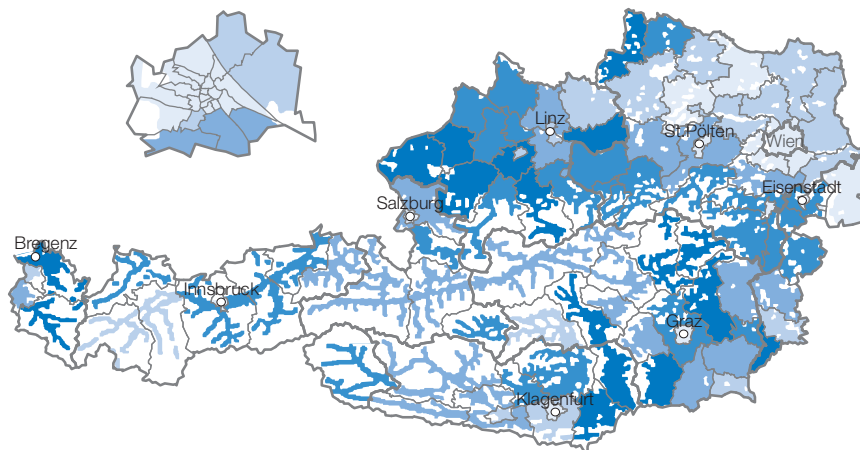 Linz
St.Pölten
Wien
Eisenstadt
Salzburg
Bregenz
Innsbruck
Graz
Klagenfurt